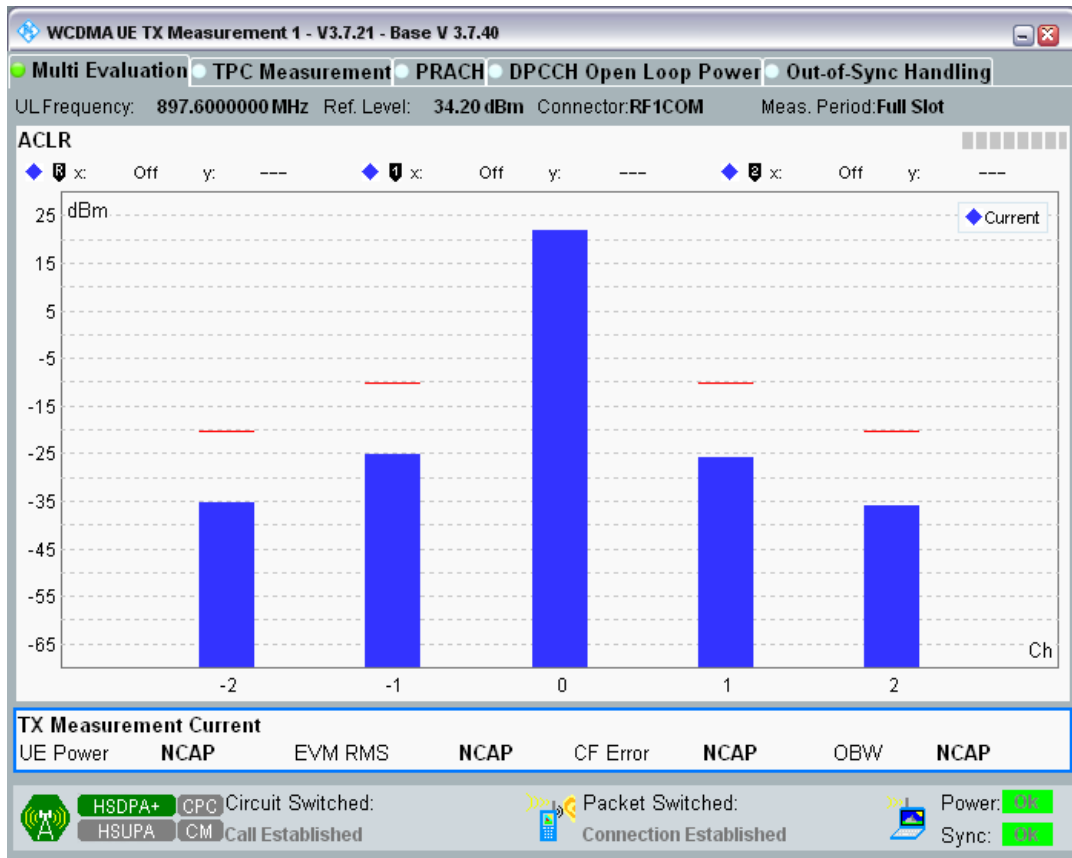 WCDMA UE TX Measurement 1 - V3.7.21 - Base V 3.7.40
Multi Evaluation TPC Measurement PRACH DPCCH Open Loop Power Out-of-Sync Handling
UL Frequency: 897.6000000 MHz Ref. Level: 34.20 dBm Connector:RF1COM Meas. Period:Full Slot
ACLR
R x: Off y: --- 1 x: Off y: --- 2 x: Off y: ---
dBm
Current
25
15
5
-5
-15
-25
-35
-45
-55
-65
Ch
-2 -1 0 1 2
TX Measurement Current
UE Power NCAP EVM RMS NCAP CF Error NCAP OBW NCAP
HSDPA+ CPC Circuit Switched: Packet Switched: Power: Ok
HSUPA CM Call Established Connection Established Sync: Ok